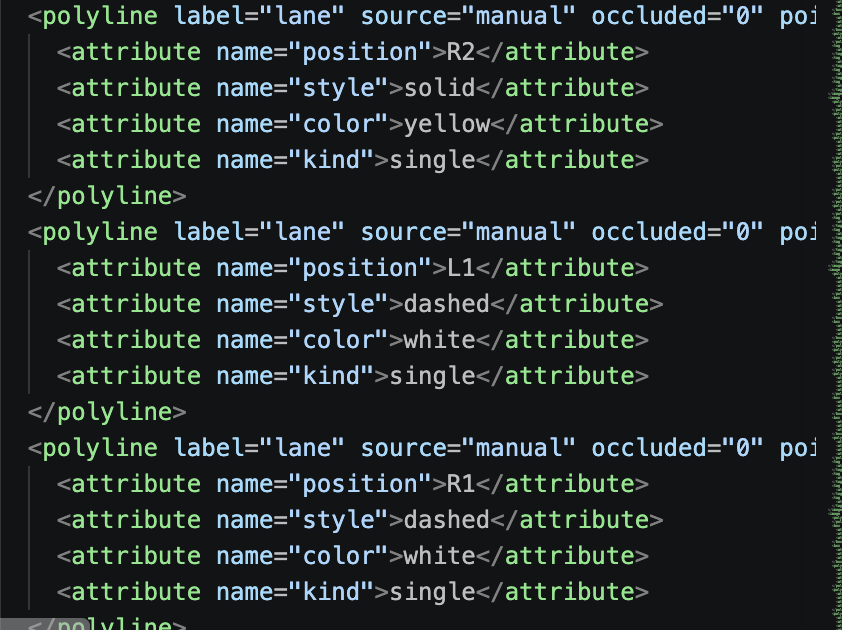 <polyline label="lane" source="manual" occluded="0" poi
<attribute name="position">R2</attribute>
<attribute name="style">solid</attribute>
<attribute name="color">yellow</attribute>
<attribute name="kind">single</attribute>
</polyline>
<polyline label="lane" source="manual" occluded="0" poi
<attribute name="position">L1</attribute>
<attribute name="style">dashed</attribute>
<attribute name="color">white</attribute>
<attribute name="kind">single</attribute>
</polyline>
<polyline label="lane" source="manual" occluded="0" poi
<attribute name="position">R1</attribute>
<attribute name="style">dashed</attribute>
<attribute name="color">white</attribute>
<attribute name="kind">single</attribute>
</polyline>